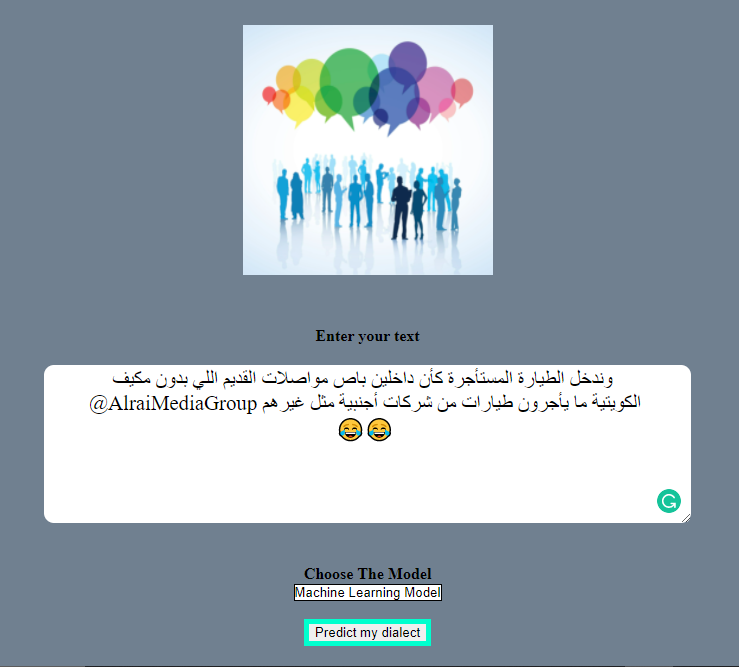 Enter your text
وندخل الطيارة المستأجرة كأن داخلين باص مواصلات القديم اللي بدون مكيف
الكويتية ما يأجرون طيارات من شركات أجنبية مثل غيرهم @AlraiMediaGroup
😂 😂
Choose The Model
Machine Learning Model
Predict my dialect